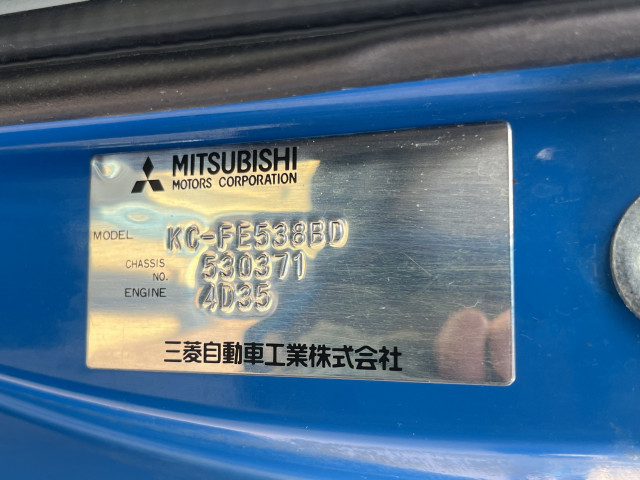 MITSUBISHI
MOTORS CORPORATION
MODEL KC-FE538BD
CHASSIS NO. 530371
ENGINE 4D35
三菱自動車工業株式会社